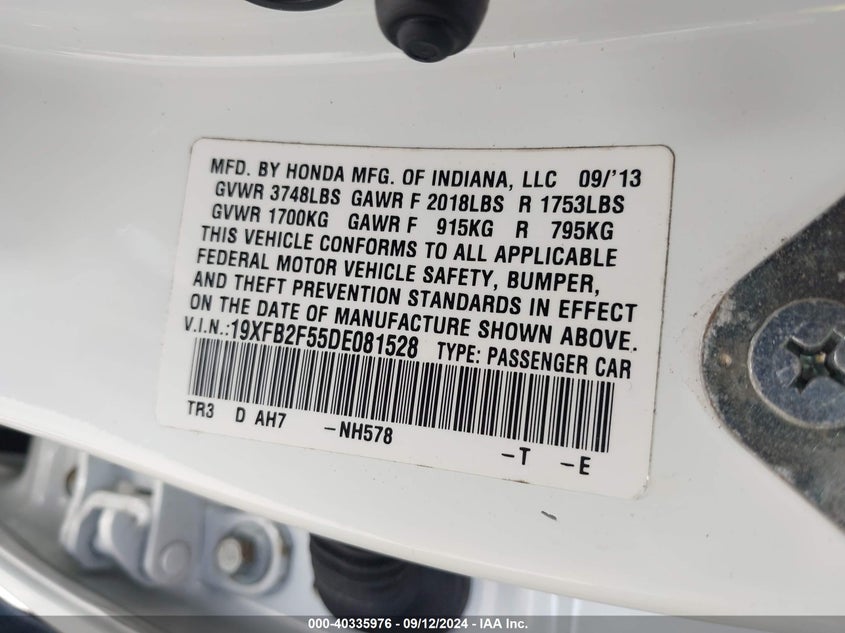 MFD. BY HONDA MFG. OF INDIANA, LLC 09/'13
GVWR 3748LBS GAWR F 2018LBS R 1753LBS
GVWR 1700KG GAWR F 915KG R 795KG
THIS VEHICLE CONFORMS TO ALL APPLICABLE
FEDERAL MOTOR VEHICLE SAFETY, BUMPER,
AND THEFT PREVENTION STANDARDS IN EFFECT
ON THE DATE OF MANUFACTURE SHOWN ABOVE.
V.I.N.:19XFB2F55DE081528 TYPE: PASSENGER CAR
TR3 D AH7 -NH578 -T -E
000-40335976 - 09/12/2024 - IAA Inc.